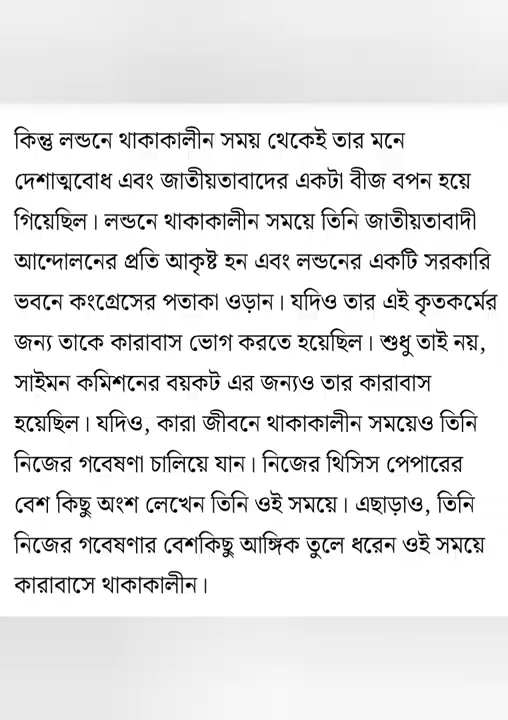 কিন্তু লন্ডনে থাকাকালীন সময় থেকেই তার মনে
দেশাত্মবোধ এবং জাতীয়তাবাদের একটা বীজ বপন হয়ে
গিয়েছিল। লন্ডনে থাকাকালীন সময়ে তিনি জাতীয়তাবাদী
আন্দোলনের প্রতি আকৃষ্ট হন এবং লন্ডনের একটি সরকারি
ভবনে কংগ্রেসের পতাকা ওড়ান। যদিও তার এই কৃতকর্মের
জন্য তাকে কারাবাস ভোগ করতে হয়েছিল। শুধু তাই নয়,
সাইমন কমিশনের বয়কট এর জন্যও তার কারাবাস
হয়েছিল। যদিও, কারা জীবনে থাকাকালীন সময়েও তিনি
নিজের গবেষণা চালিয়ে যান। নিজের থিসিস পেপারের
বেশ কিছু অংশ লেখেন তিনি ওই সময়ে। এছাড়াও, তিনি
নিজের গবেষণার বেশকিছু আঙ্গিক তুলে ধরেন ওই সময়ে
কারাবাসে থাকাকালীন।